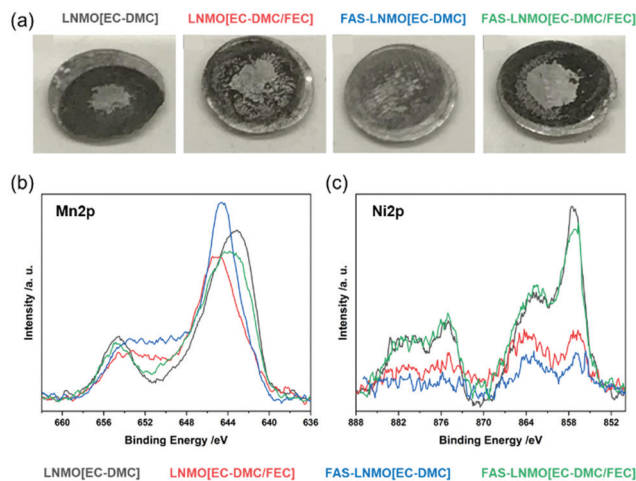 (a)
LNMO[EC-DMC] LNMO[EC-DMC/FEC] FAS-LNMO[EC-DMC] FAS-LNMO[EC-DMC/FEC]
(b)
(c)
Mn2p
Ni2p
Intensity /a. u.
Intensity /a. u.
660 656 652 648 644 640 636
888 882 876 870 864 858 852
Binding Energy /eV
Binding Energy /eV
LNMO[EC-DMC] LNMO[EC-DMC/FEC] FAS-LNMO[EC-DMC] FAS-LNMO[EC-DMC/FEC]